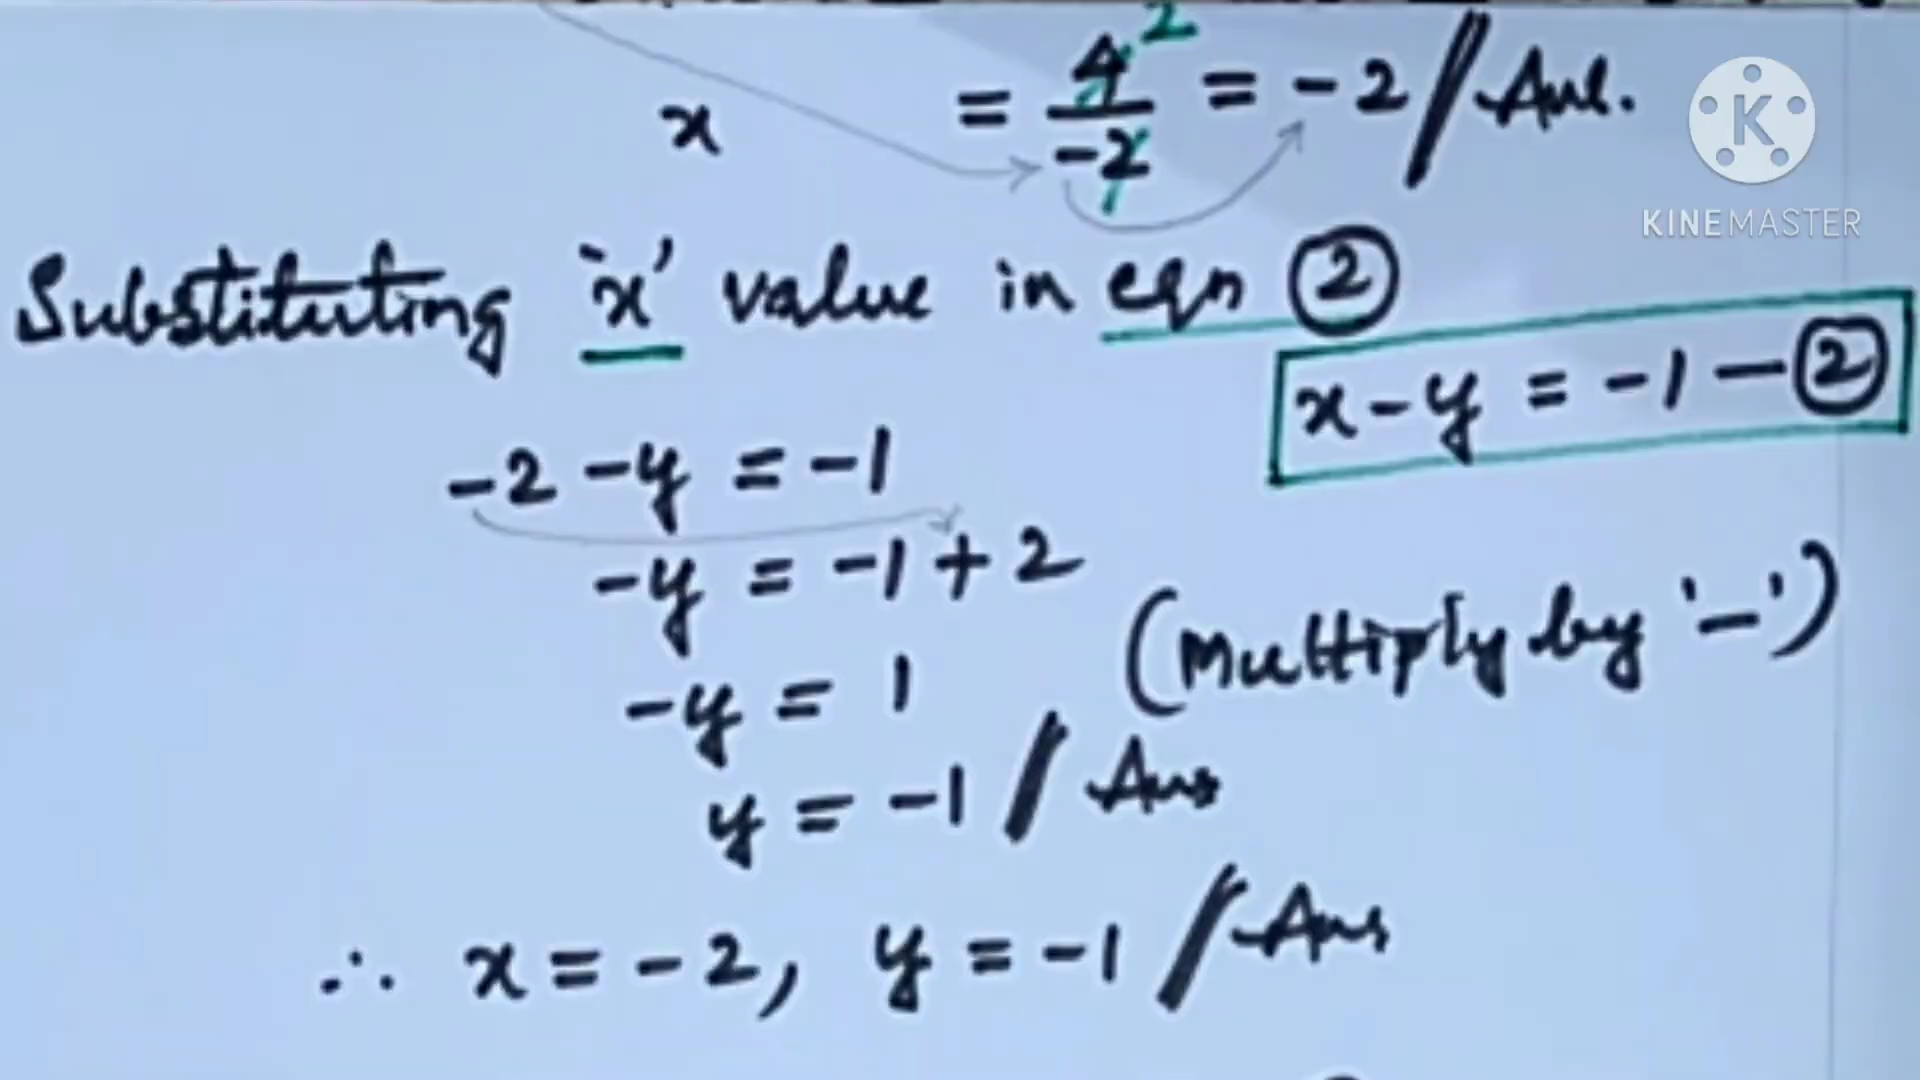 x = 4/-2 2 = -2 // Ans.
K
KINEMASTER
Substituting 'x' value in eqn ②
x - y = -1 — ②
-2 - y = -1
-y = -1 + 2
-y = 1 (Multiply by '-')
y = -1 // Ans
∴ x = -2, y = -1 // Ans